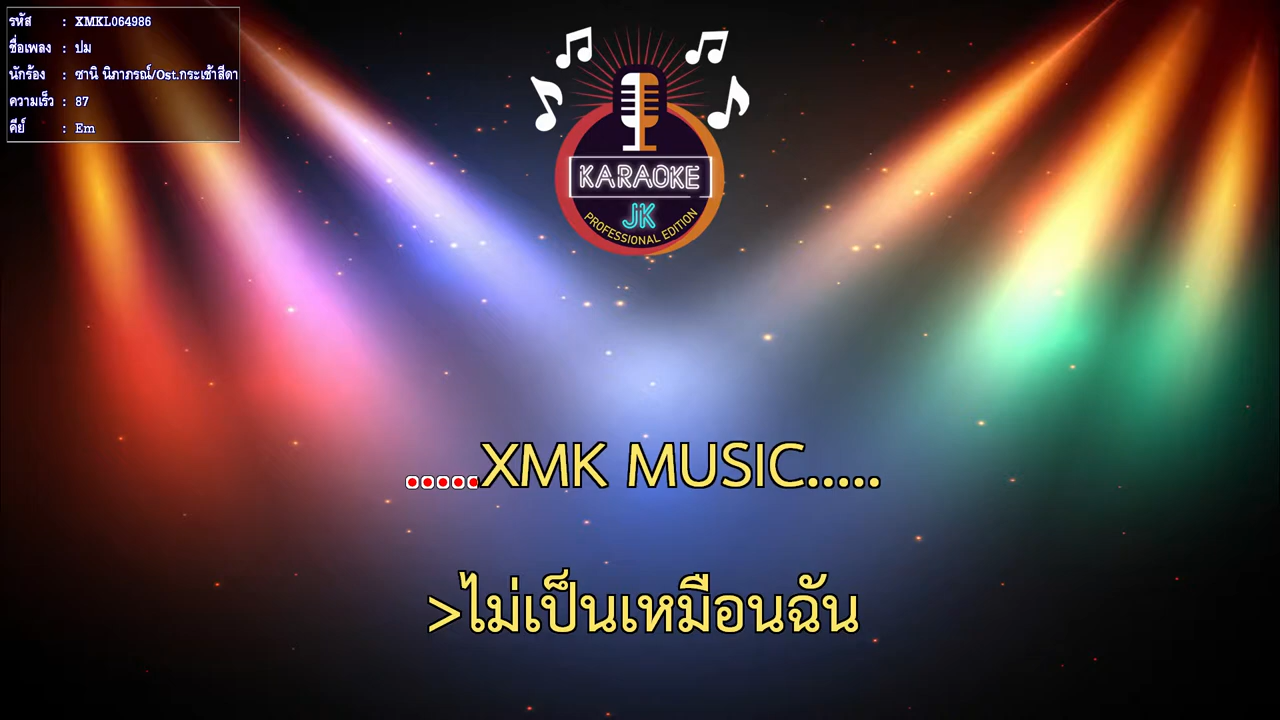 รหัส : XMKL064986
ชื่อเพลง : ปม
นักร้อง : ซานิ นิภาภรณ์/Ost.กระเช้าสีดา
ความเร็ว : 87
คีย์ : Em
KARAOKE
JK
PROFESSIONAL EDITION
.....XMK MUSIC.....
>ไม่เป็นเหมือนฉัน